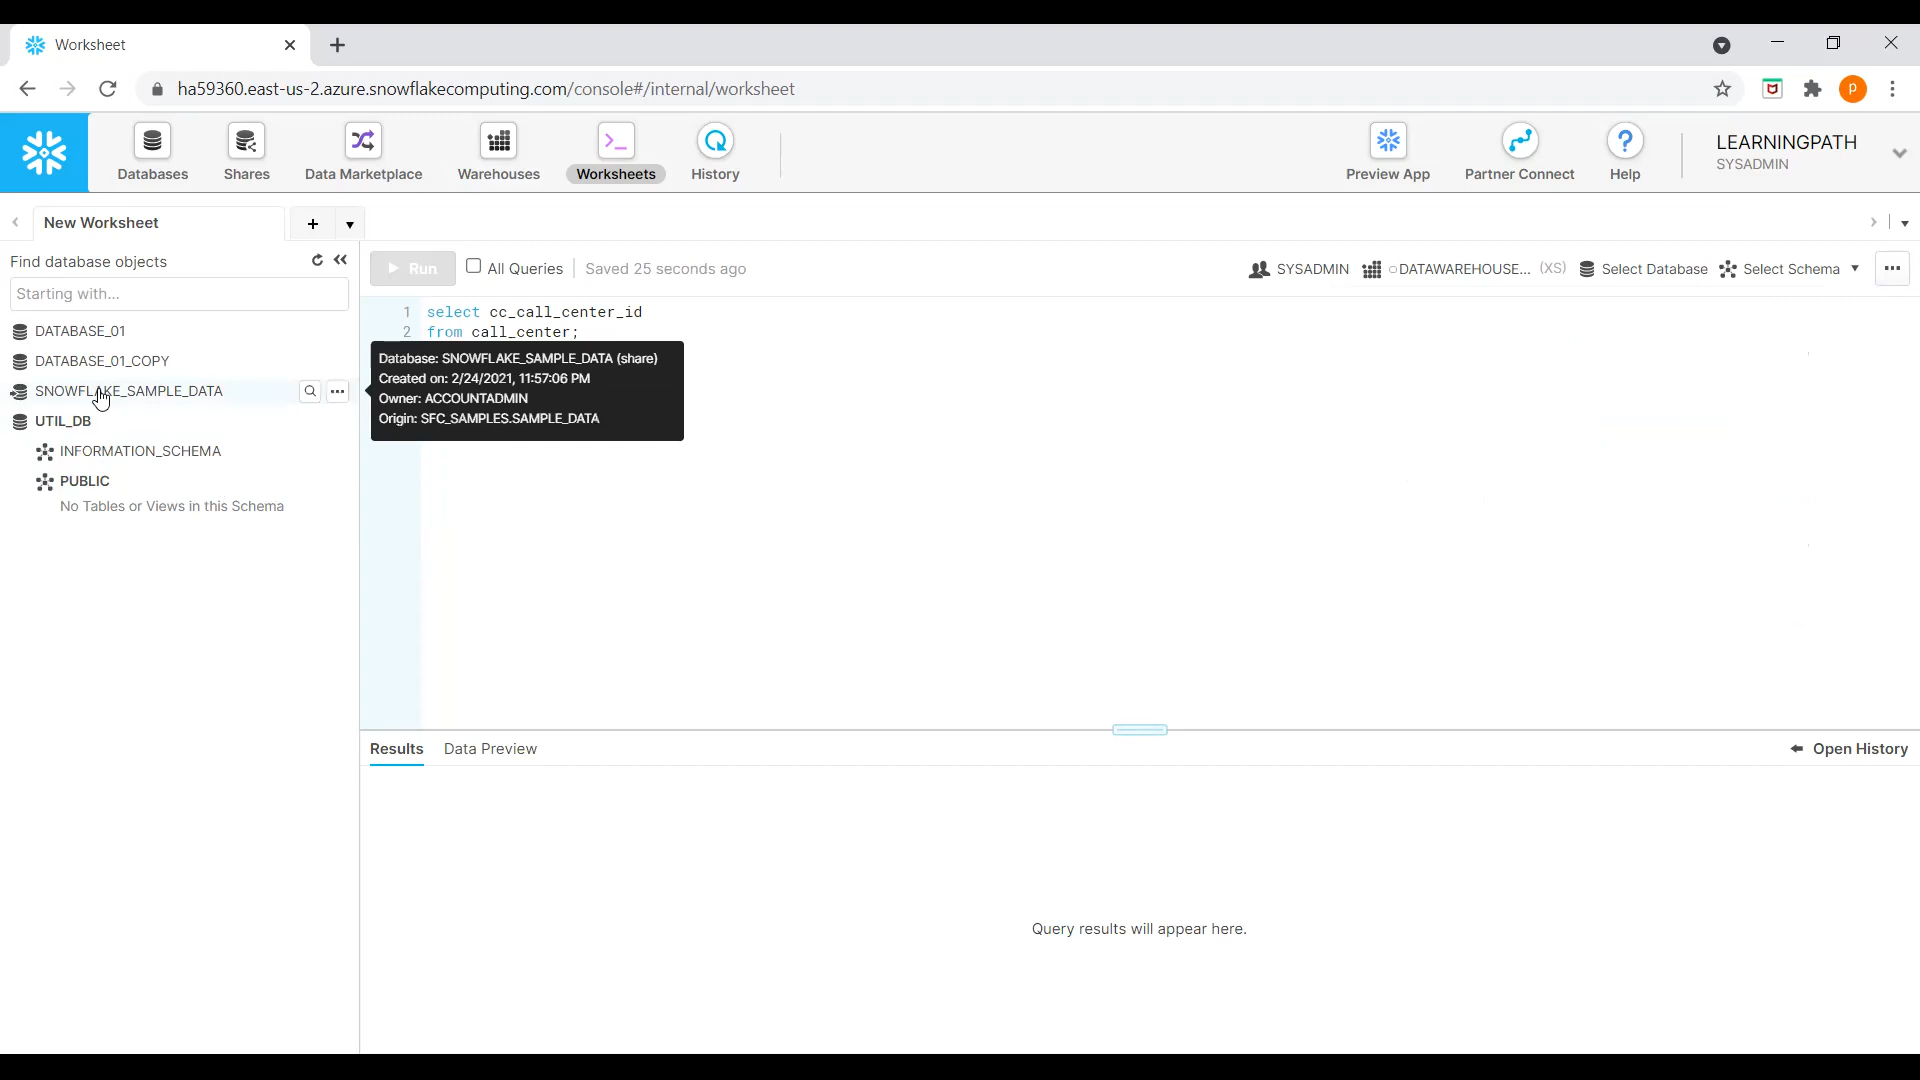 Worksheet
ha59360.east-us-2.azure.snowflakecomputing.com/console#/internal/worksheet
p
Databases
Shares
Data Marketplace
Warehouses
Worksheets
History
Preview App
Partner Connect
Help
LEARNINGPATH
SYSADMIN
New Worksheet
Find database objects
Starting with...
DATABASE_01
DATABASE_01_COPY
SNOWFLAKE_SAMPLE_DATA
UTIL_DB
INFORMATION_SCHEMA
PUBLIC
No Tables or Views in this Schema
Run
All Queries
Saved 25 seconds ago
SYSADMIN
DATAWAREHOUSE... (XS)
Select Database
Select Schema
1 select cc_call_center_id
2 from call_center;
Database: SNOWFLAKE_SAMPLE_DATA (share)
Created on: 2/24/2021, 11:57:06 PM
Owner: ACCOUNTADMIN
Origin: SFC_SAMPLES.SAMPLE_DATA
Results
Data Preview
Open History
Query results will appear here.